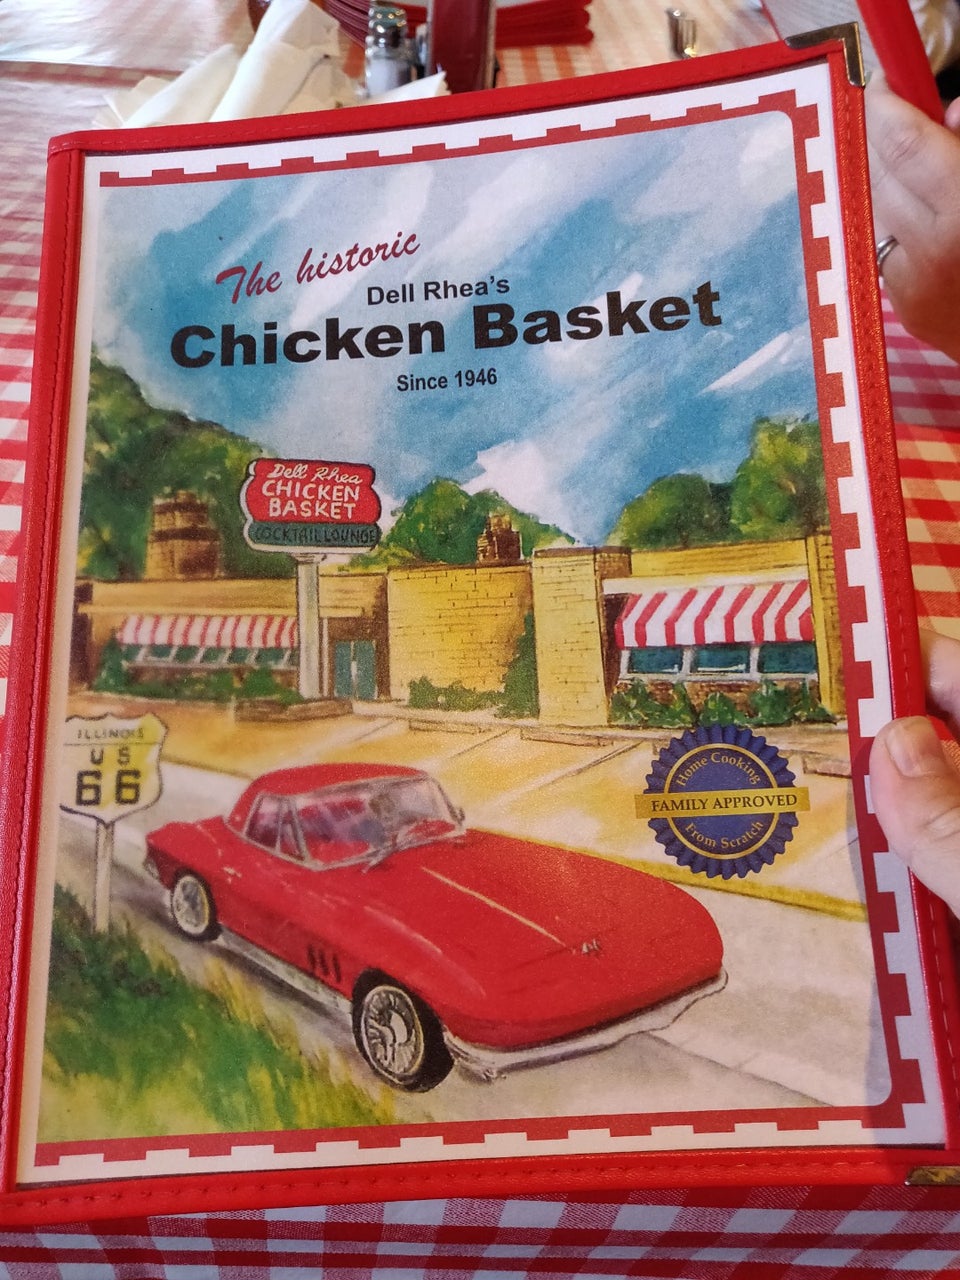 The historic
Dell Rhea's
Chicken Basket
Since 1946
Dell Rhea
CHICKEN
BASKET
COCKTAIL LOUNGE
ILLINOIS
US
66
Home Cooking
FAMILY APPROVED
From Scratch